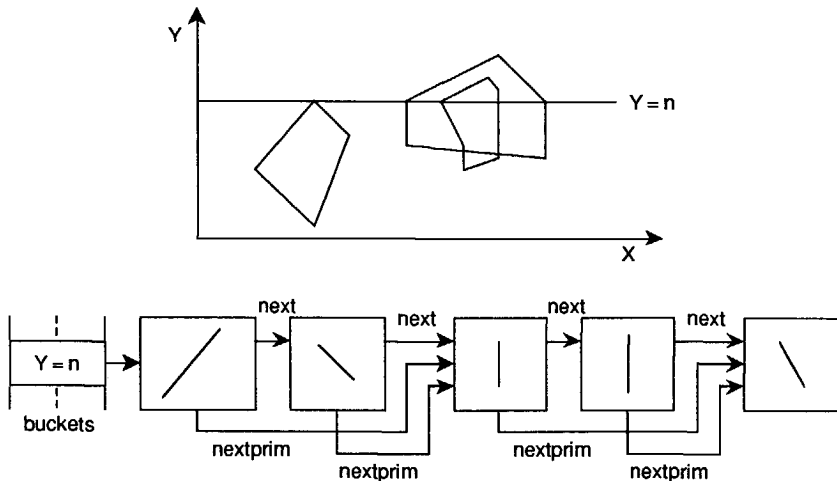 Y
Y = n
X
next
next
next
next
Y = n
buckets
nextprim
nextprim
nextprim
nextprim